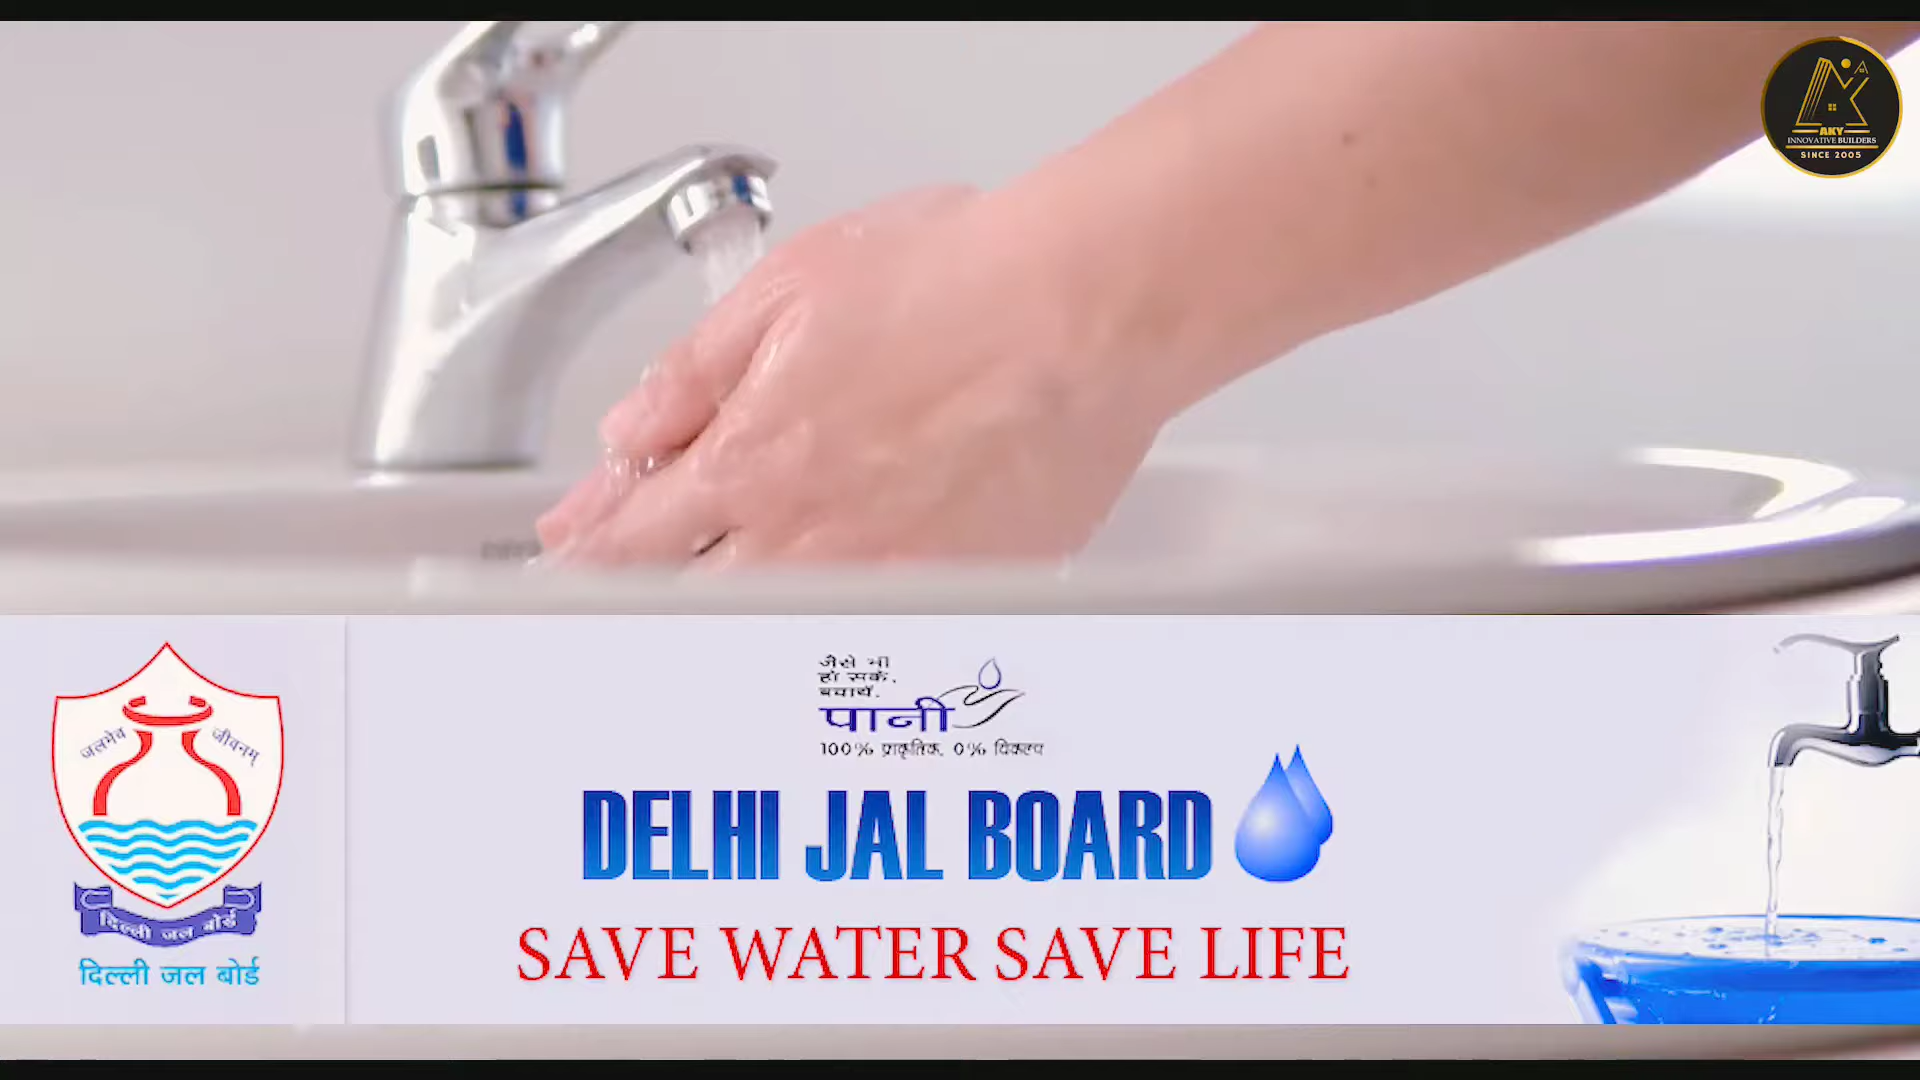 AKY
INNOVATIVE BUILDERS
SINCE 2005
जैसे भी
हो सके,
बचायें,
पानी
100% प्राकृतिक, 0% विकल्प
जलमेव जीवनम्
दिल्ली जल बोर्ड
दिल्ली जल बोर्ड
DELHI JAL BOARD
SAVE WATER SAVE LIFE